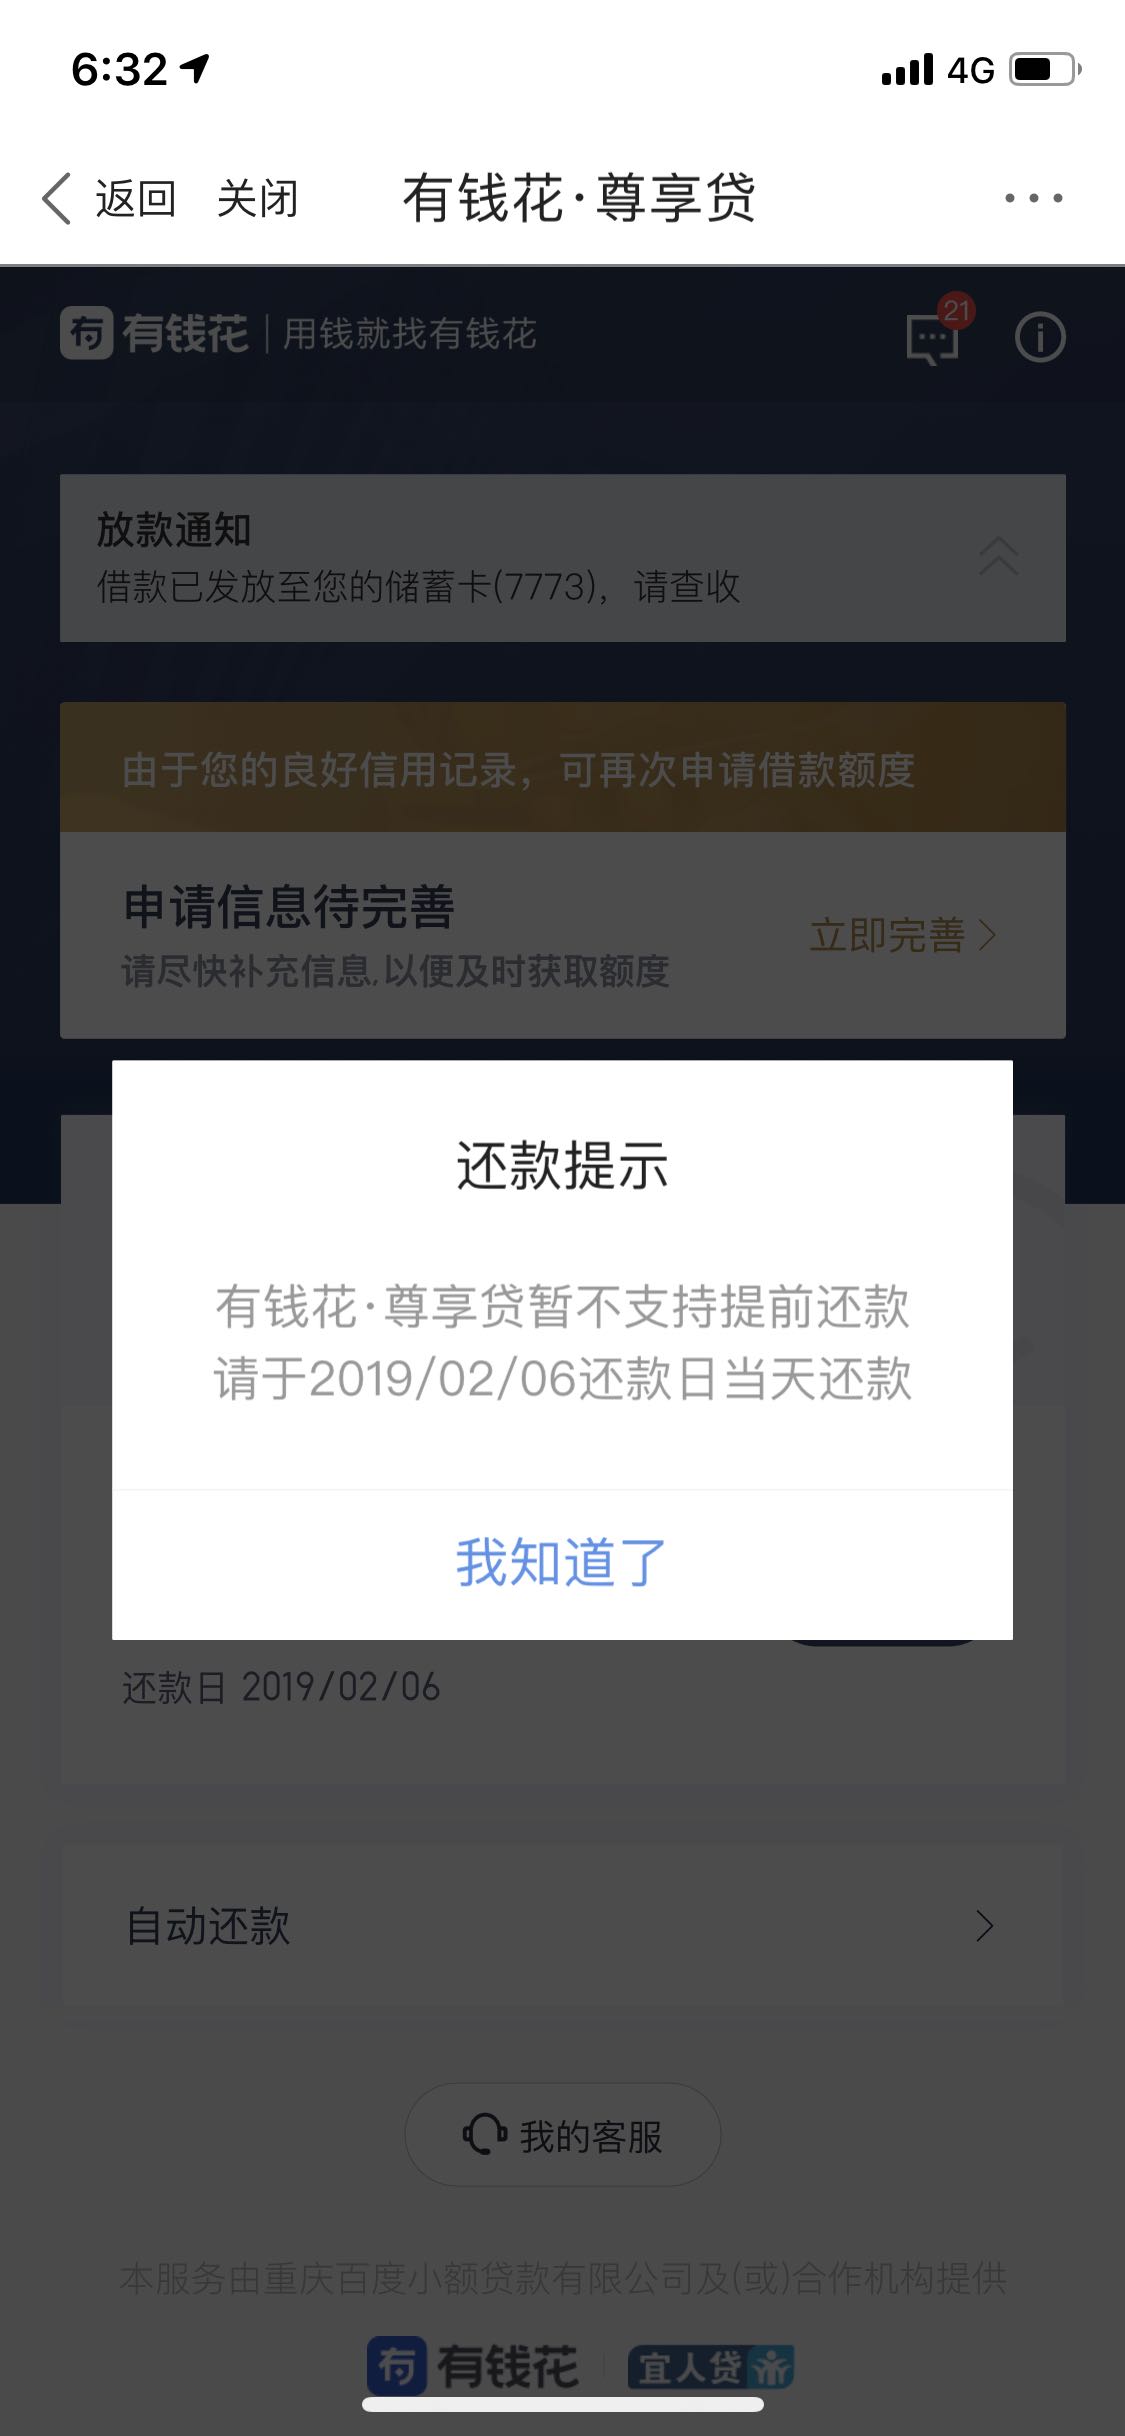 6:32
4G
返回 关闭 有钱花·尊享贷
有 有钱花 | 用钱就找有钱花
21
放款通知
借款已发放至您的储蓄卡(7773)，请查收
由于您的良好信用记录，可再次申请借款额度
申请信息待完善
请尽快补充信息,以便及时获取额度
立即完善
还款提示
有钱花·尊享贷暂不支持提前还款
请于2019/02/06还款日当天还款
我知道了
还款日 2019/02/06
自动还款
我的客服
本服务由重庆百度小额贷款有限公司及(或)合作机构提供
有 有钱花 | 宜人贷